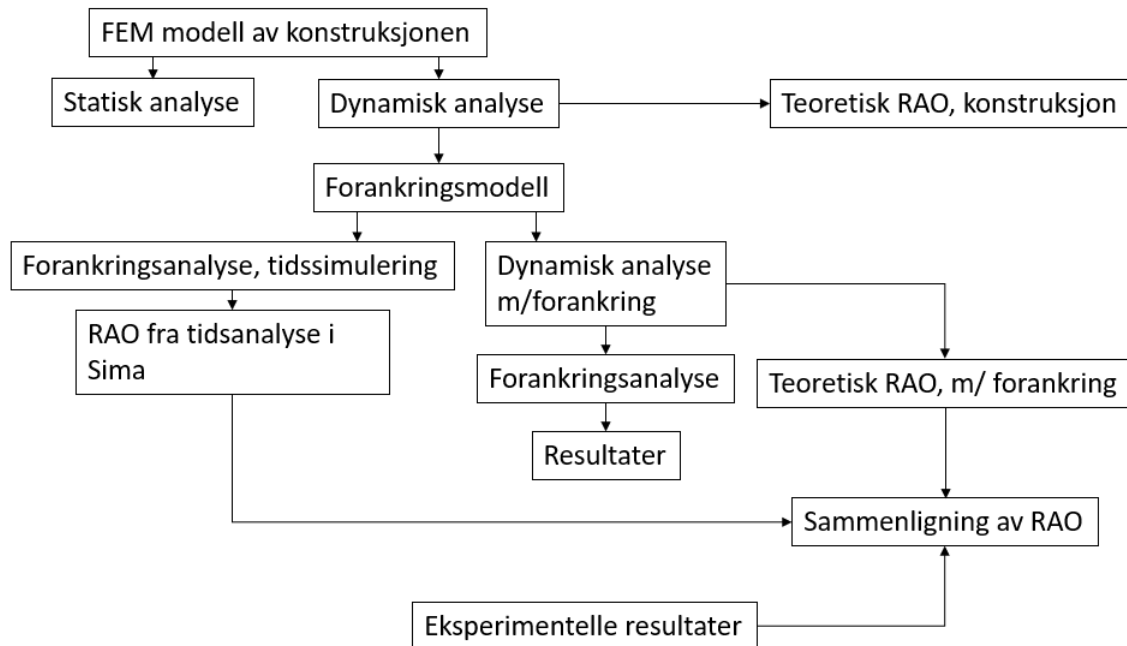 FEM modell av konstruksjonen
Statisk analyse
Dynamisk analyse
Teoretisk RAO, konstruksjon
Forankringsmodell
Forankringsanalyse, tidssimulering
Dynamisk analyse
m/forankring
RAO fra tidsanalyse i
Sima
Forankringsanalyse
Teoretisk RAO, m/ forankring
Resultater
Sammenligning av RAO
Eksperimentelle resultater